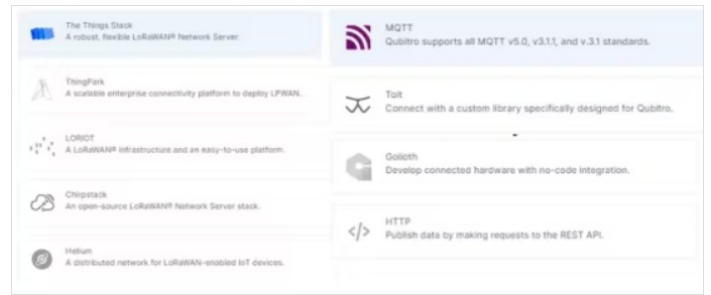 The Things Stack
A robust, flexible LoRaWAN® Network Server.
ThingPark
A scalable enterprise connectivity platform to deploy LPWAN.
LORIOT
A LoRaWAN® infrastructure and an easy-to-use platform.
Chirpstack
An open-source LoRaWAN® Network Server stack.
Helium
A distributed network for LoRaWAN-enabled IoT devices.
MQTT
Qubitro supports all MQTT v5.0, v3.1.1, and v.3.1 standards.
Toit
Connect with a custom library specifically designed for Qubitro.
Golioth
Develop connected hardware with no-code integration.
HTTP
Publish data by making requests to the REST API.